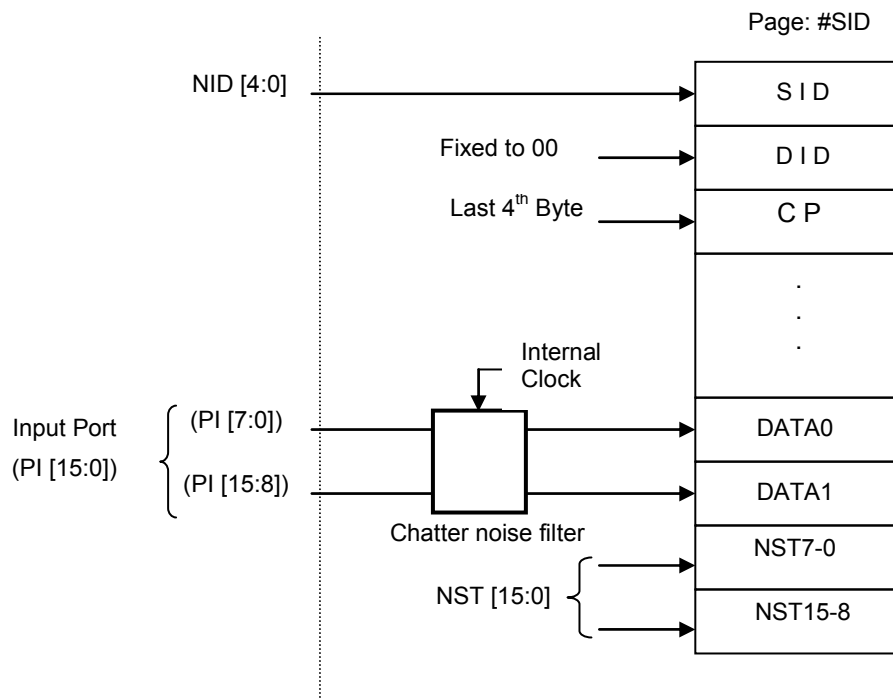 Page: #SID
NID [4:0]
S I D
Fixed to 00
D I D
Last 4th Byte
C P
.
.
.
Internal
Clock
Input Port
(PI [15:0])
(PI [7:0])
DATA0
(PI [15:8])
DATA1
Chatter noise filter
NST [15:0]
NST7-0
NST15-8